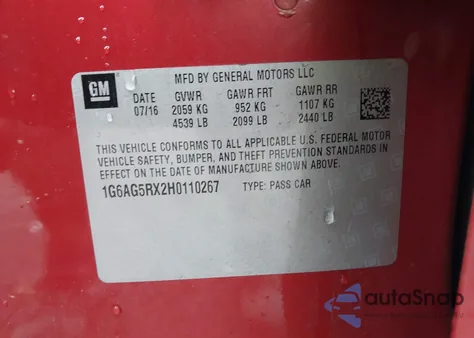 MFD BY GENERAL MOTORS LLC
GM
DATE GVWR GAWR FRT GAWR RR
07/16 2059 KG 952 KG 1107 KG
4539 LB 2099 LB 2440 LB
THIS VEHICLE CONFORMS TO ALL APPLICABLE U.S. FEDERAL MOTOR
VEHICLE SAFETY, BUMPER, AND THEFT PREVENTION STANDARDS IN
EFFECT ON THE DATE OF MANUFACTURE SHOWN ABOVE.
1G6AG5RX2H0110267 TYPE: PASS CAR
autoSnap